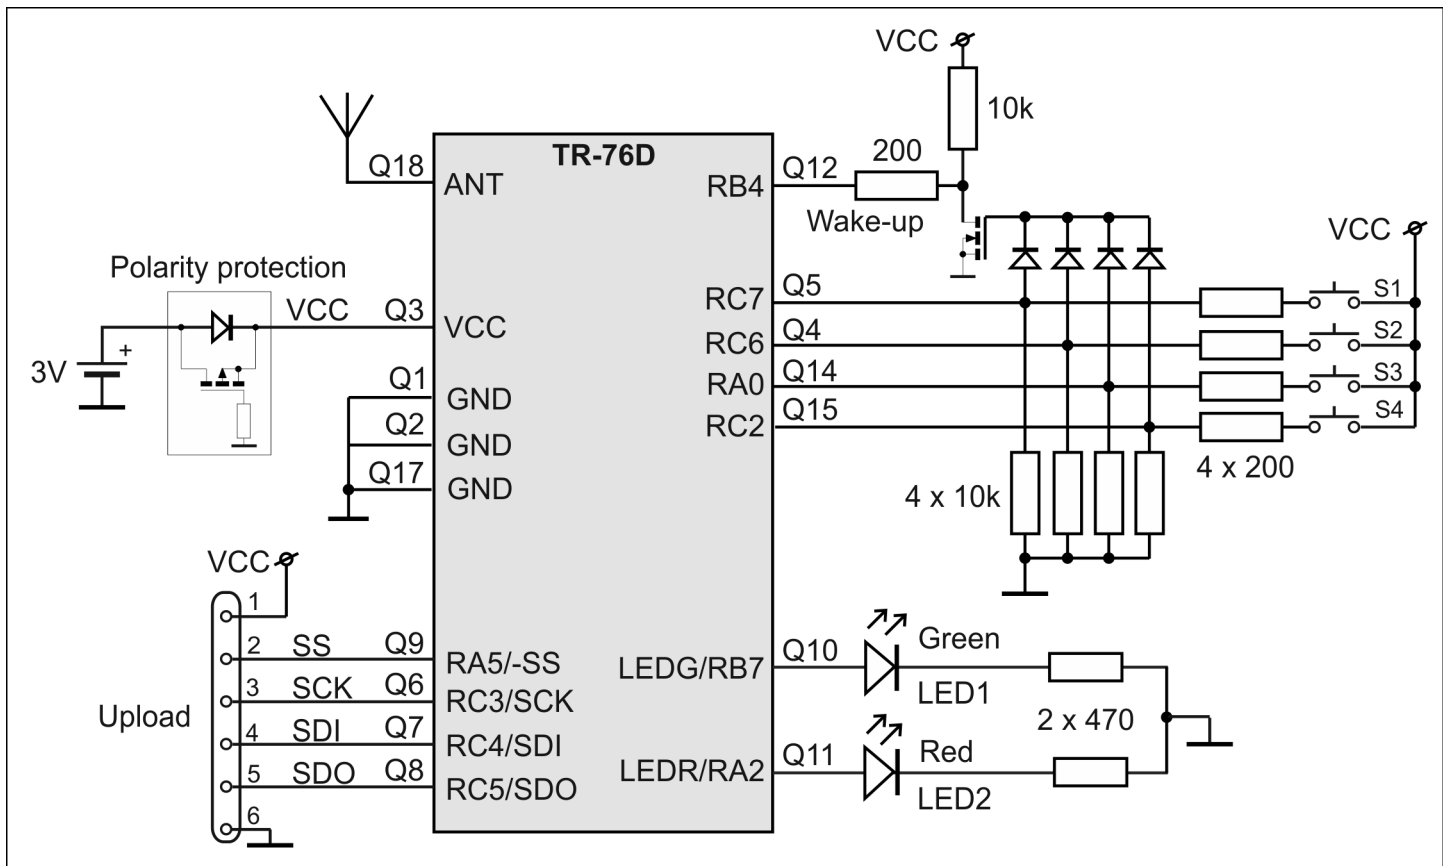 VCC
10k
TR-76D
200
Q18
ANT
RB4
Q12
Wake-up
VCC
Polarity protection
VCC
Q3
VCC
RC7
Q5
S1
RC6
Q4
S2
3V
+
Q1
GND
RA0
Q14
S3
Q2
GND
RC2
Q15
S4
Q17
GND
4 x 10k
4 x 200
VCC
1
2
SS
Q9
RA5/-SS
3
SCK
Q6
RC3/SCK
Upload
4
SDI
Q7
RC4/SDI
5
SDO
Q8
RC5/SDO
6
LEDG/RB7
Q10
Green
LED1
2 x 470
LEDR/RA2
Q11
Red
LED2